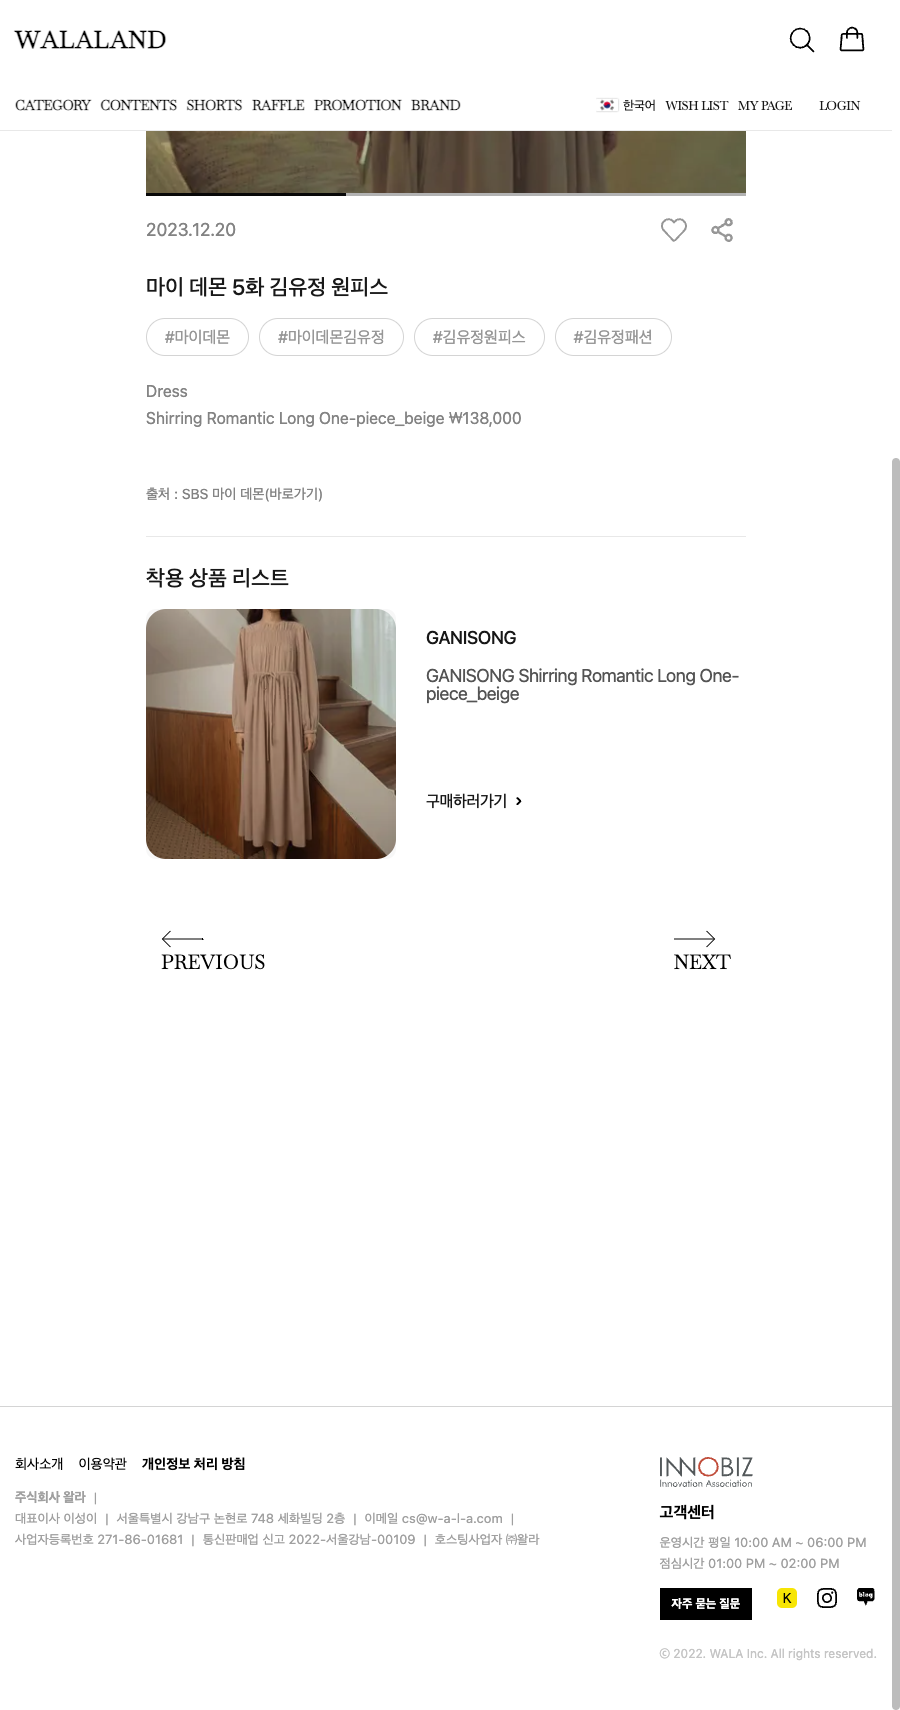 WALALAND
CATEGORY CONTENTS SHORTS RAFFLE PROMOTION BRAND
한국어 WISH LIST MY PAGE LOGIN
2023.12.20
마이 데몬 5화 김유정 원피스
#마이데몬 #마이데몬김유정 #김유정원피스 #김유정패션
Dress
Shirring Romantic Long One-piece_beige ₩138,000
출처 : SBS 마이 데몬(바로가기)
착용 상품 리스트
GANISONG
GANISONG Shirring Romantic Long One-
piece_beige
구매하러가기 ›
PREVIOUS
NEXT
회사소개 이용약관 개인정보 처리 방침
주식회사 왈라 |
대표이사 이성이 | 서울특별시 강남구 논현로 748 세화빌딩 2층 | 이메일 cs@w-a-l-a.com |
사업자등록번호 271-86-01681 | 통신판매업 신고 2022-서울강남-00109 | 호스팅사업자 ㈜왈라
INNOBIZ
Innovation Association
고객센터
운영시간 평일 10:00 AM ~ 06:00 PM
점심시간 01:00 PM ~ 02:00 PM
자주 묻는 질문
K
blog
© 2022. WALA Inc. All rights reserved.